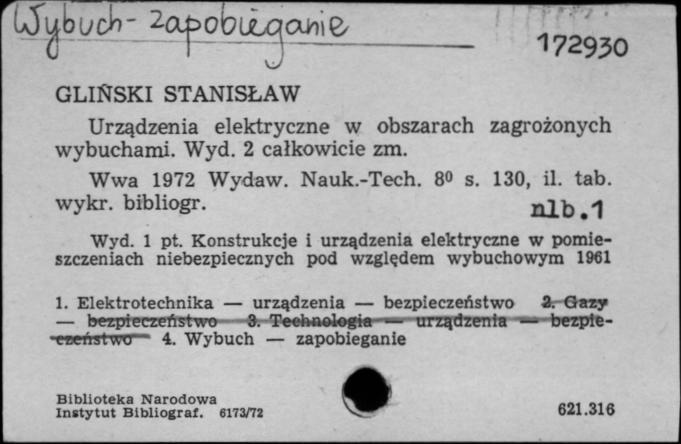 Wybuch - zapobieganie
172930
GLIŃSKI STANISŁAW
Urządzenia elektryczne w obszarach zagrożonych
wybuchami. Wyd. 2 całkowicie zm.
Wwa 1972 Wydaw. Nauk.-Tech. 8⁰ s. 130, il. tab.
wykr. bibliogr.
nlb.1
Wyd. 1 pt. Konstrukcje i urządzenia elektryczne w pomie-
szczeniach niebezpiecznych pod względem wybuchowym 1961
1. Elektrotechnika — urządzenia — bezpieczeństwo 2. Gazy
— bezpieczeństwo 3. Technologia — urządzenia — bezpie-
czeństwo 4. Wybuch — zapobieganie
Biblioteka Narodowa
Instytut Bibliograf. 6173/72
621.316